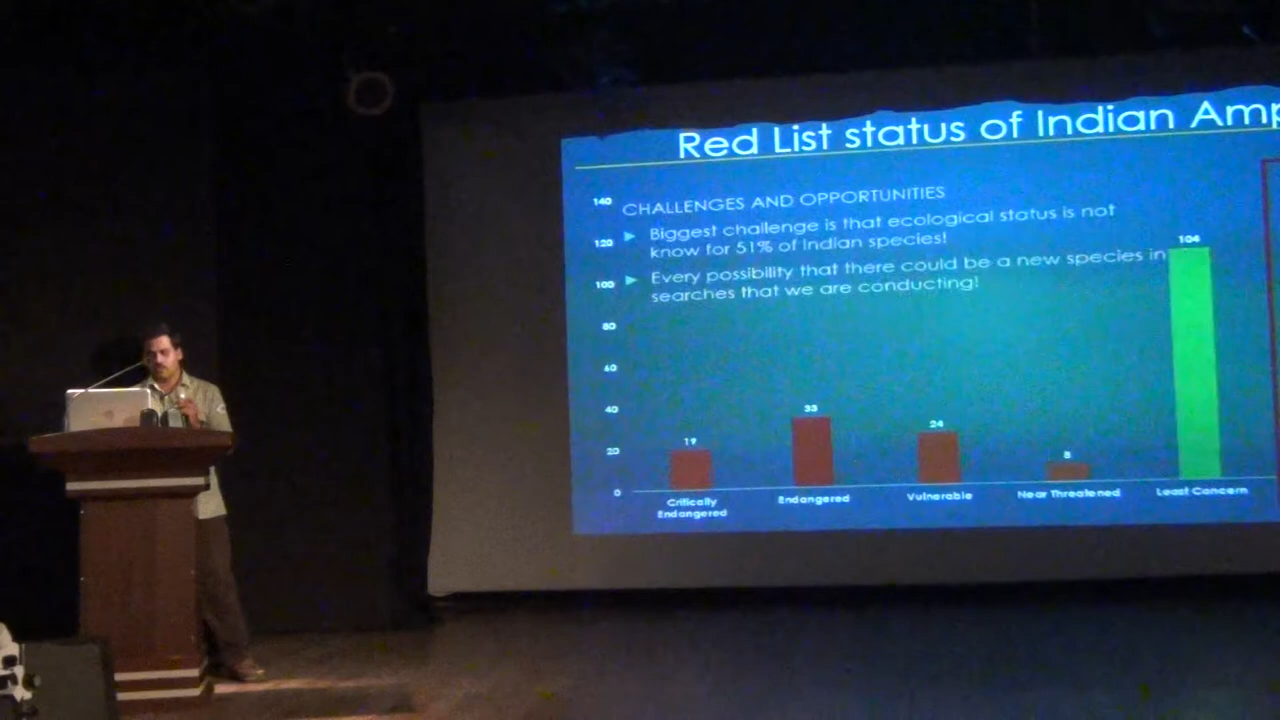 Red List status of Indian Amp
140
CHALLENGES AND OPPORTUNITIES
120
Biggest challenge is that ecological status is not
know for 51% of Indian species!
100
Every possibility that there could be a new species in
searches that we are conducting!
80
60
40
20
0
19
33
24
8
104
Critically
Endangered
Endangered
Vulnerable
Near Threatened
Least Concern